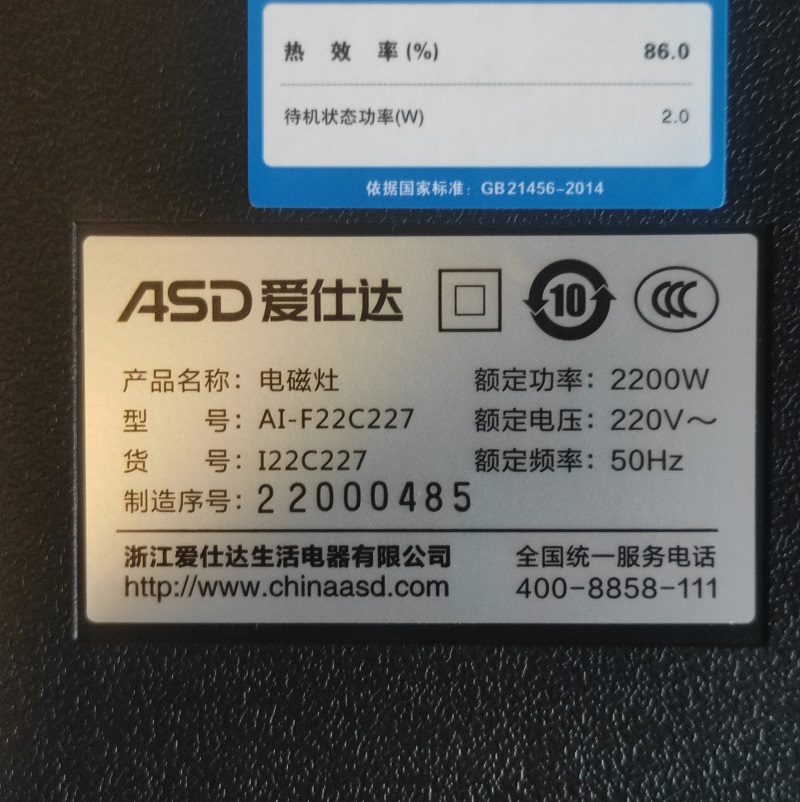 热 效 率(%) 86.0
待机状态功率(W) 2.0
依据国家标准：GB21456-2014
ASD 爱仕达 10 CCC
产品名称：电磁灶 额定功率：2200W
型 号：AI-F22C227 额定电压：220V～
货 号：I22C227 额定频率：50Hz
制造序号：22000485
浙江爱仕达生活电器有限公司 全国统一服务电话
http://www.chinaasd.com 400-8858-111